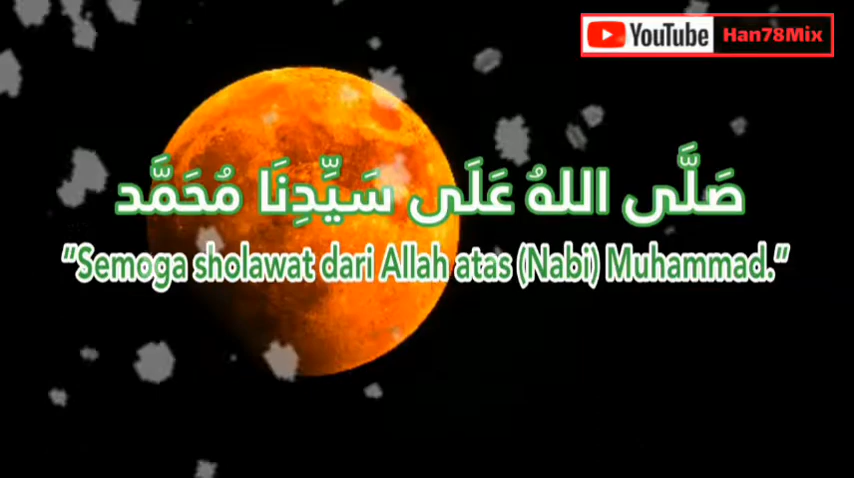 YouTube Han78Mix
صَلَّى اللهُ عَلَى سَيِّدِنَا مُحَمَّد
“Semoga sholawat dari Allah atas (Nabi) Muhammad.”